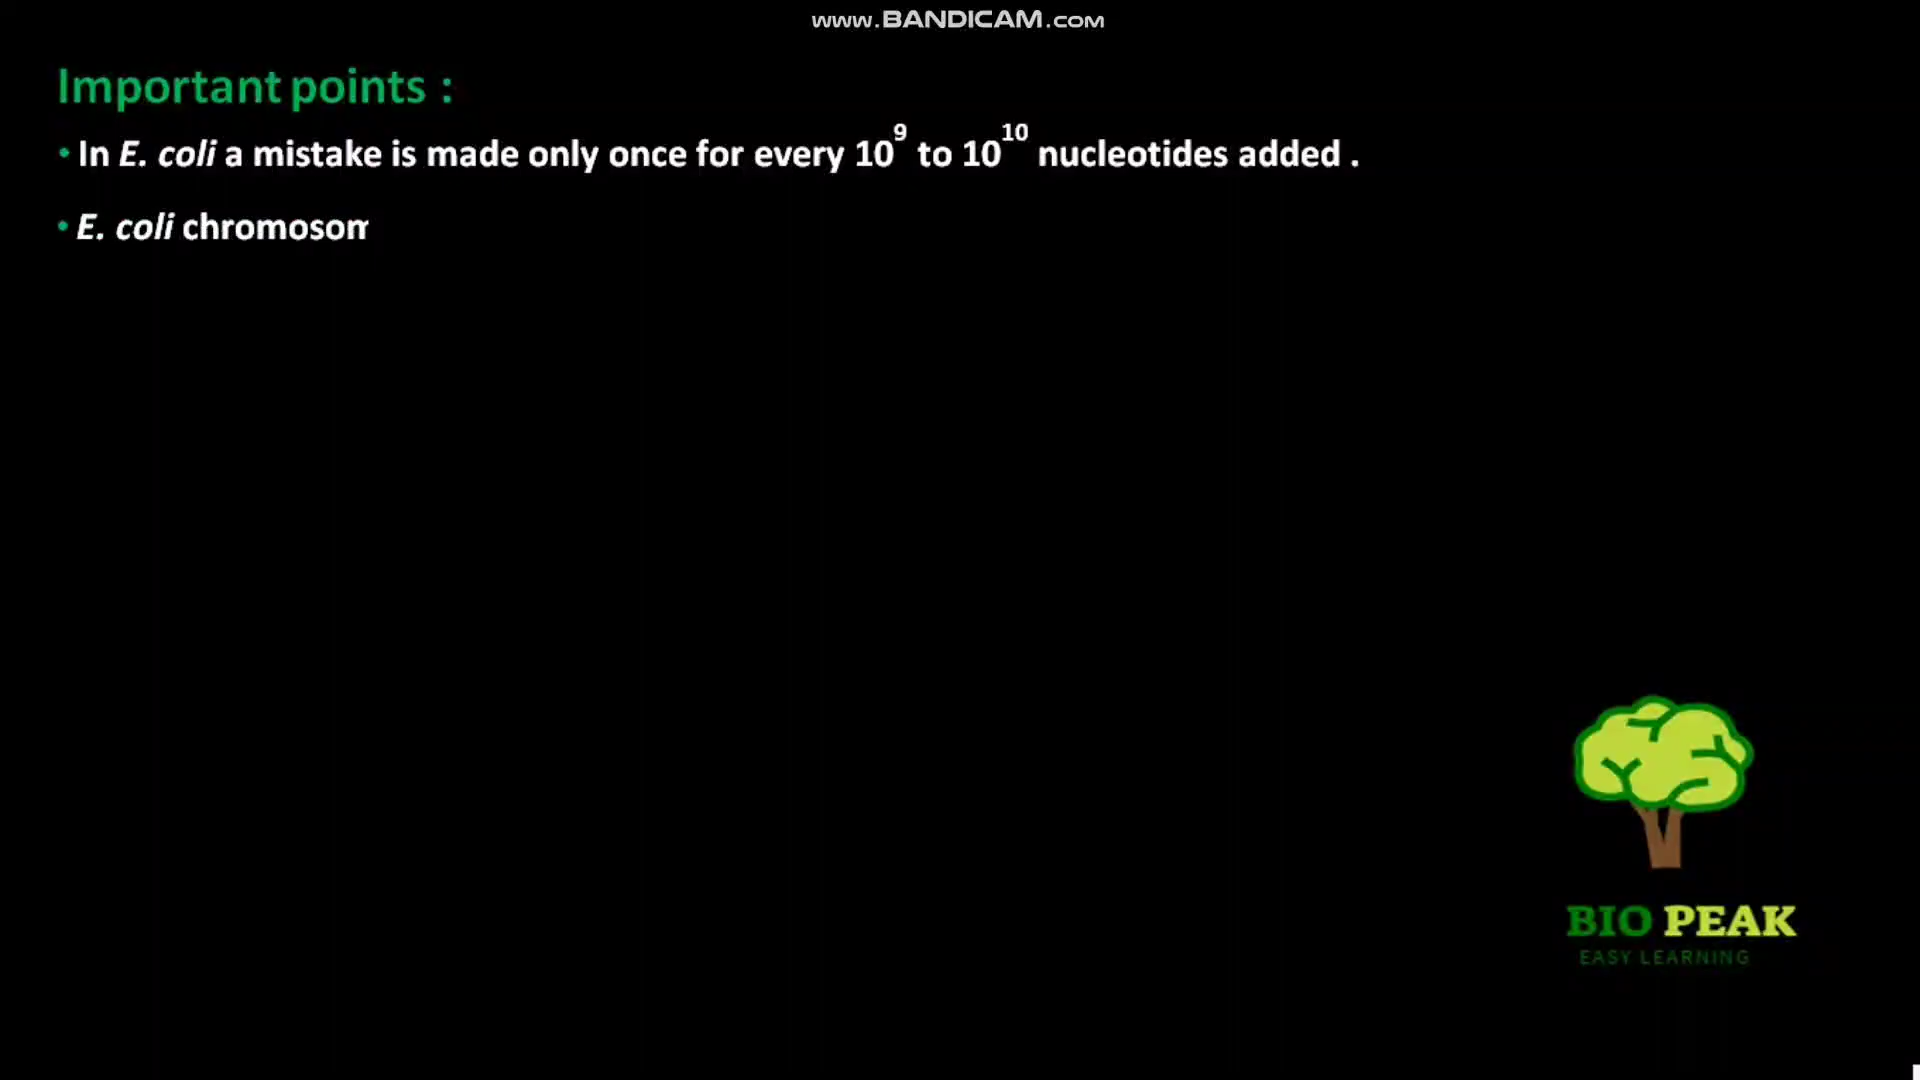 www.BANDICAM.com
Important points :
• In E. coli a mistake is made only once for every 10⁹ to 10¹⁰ nucleotides added .
• E. coli
BIO PEAK
EASY LEARNING